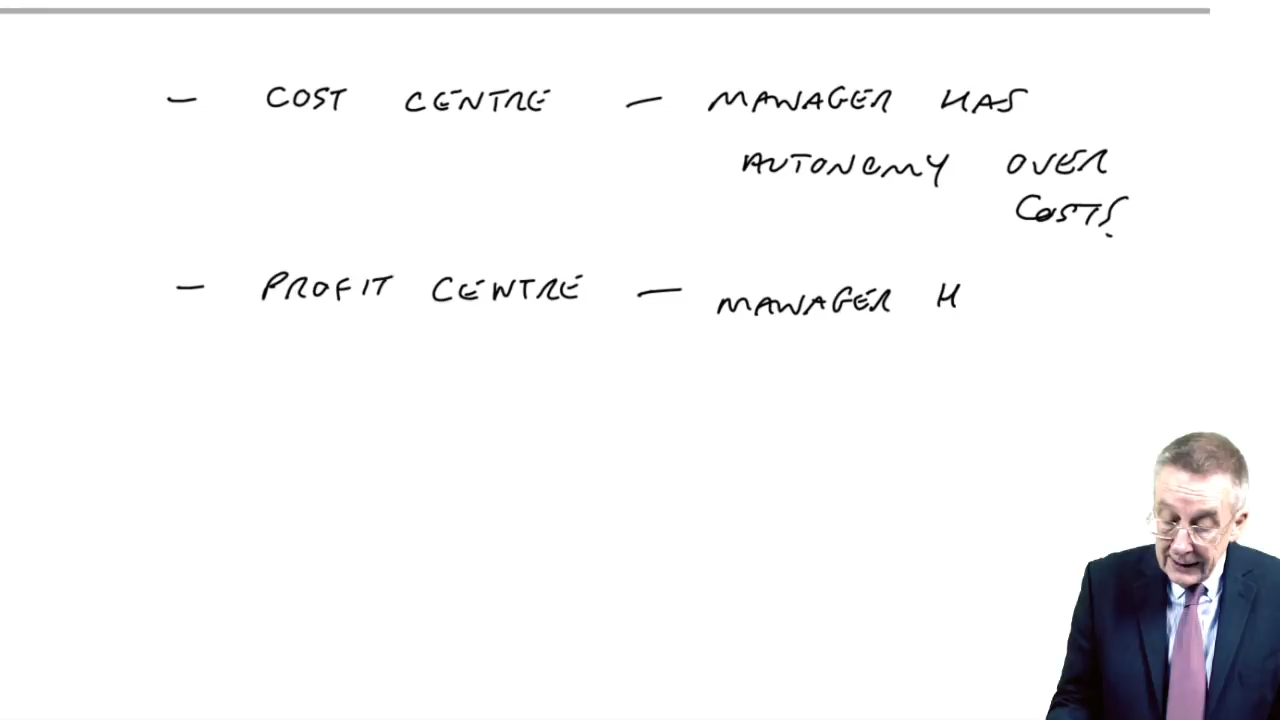 - COST CENTRE - MANAGER HAS
AUTONOMY OVER
COSTS.
- PROFIT CENTRE - MANAGER H